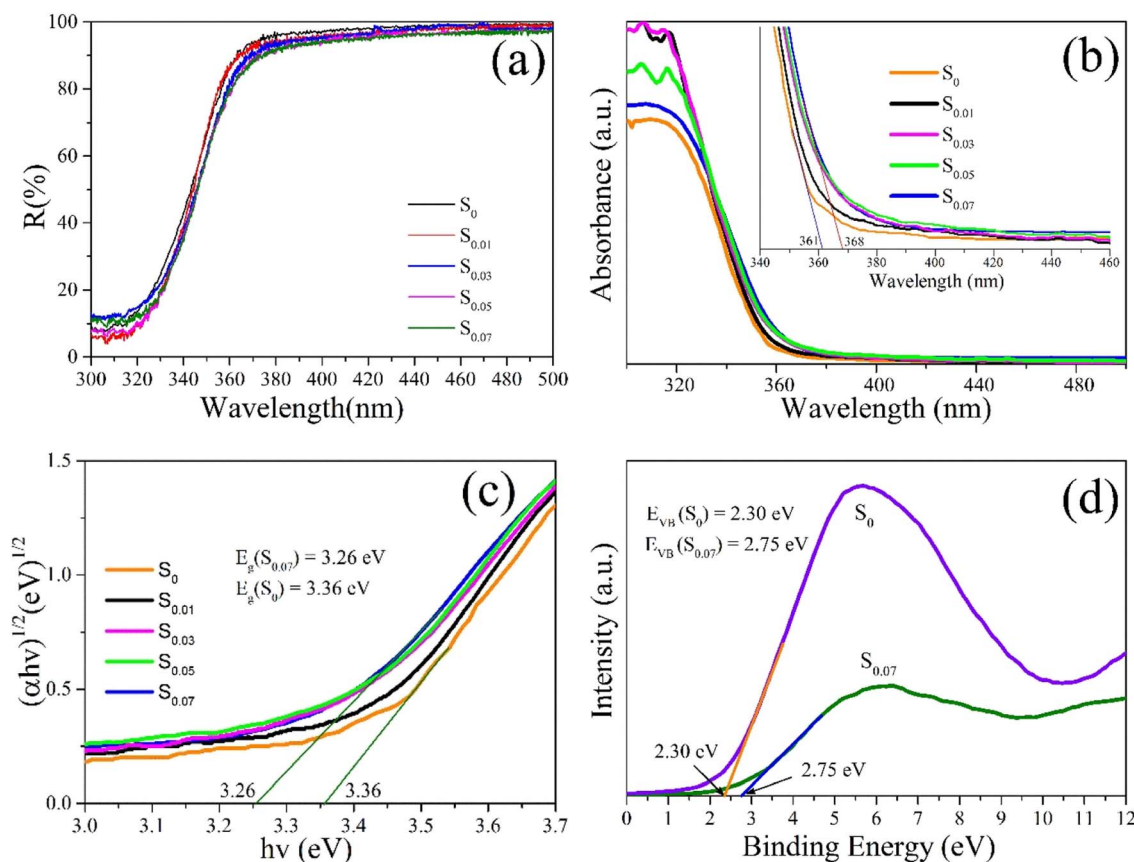 (a)
R(%)
100
80
60
40
20
0
S0
S0.01
S0.03
S0.05
S0.07
300 320 340 360 380 400 420 440 460 480 500
Wavelength(nm)
(b)
Absorbance (a.u.)
S0
S0.01
S0.03
S0.05
S0.07
361 368
340 360 380 400 420 440 460
Wavelength (nm)
320 360 400 440 480
Wavelength (nm)
(c)
(αhν)1/2(eV)1/2
1.5
1.0
0.5
0.0
Eg(S0.07) = 3.26 eV
Eg(S0) = 3.36 eV
S0
S0.01
S0.03
S0.05
S0.07
3.26 3.36
3.0 3.1 3.2 3.3 3.4 3.5 3.6 3.7
hν (eV)
(d)
Intensity (a.u.)
EVB(S0) = 2.30 eV
EVB(S0.07) = 2.75 eV
S0
S0.07
2.30 eV
2.75 eV
0 1 2 3 4 5 6 7 8 9 10 11 12
Binding Energy (eV)